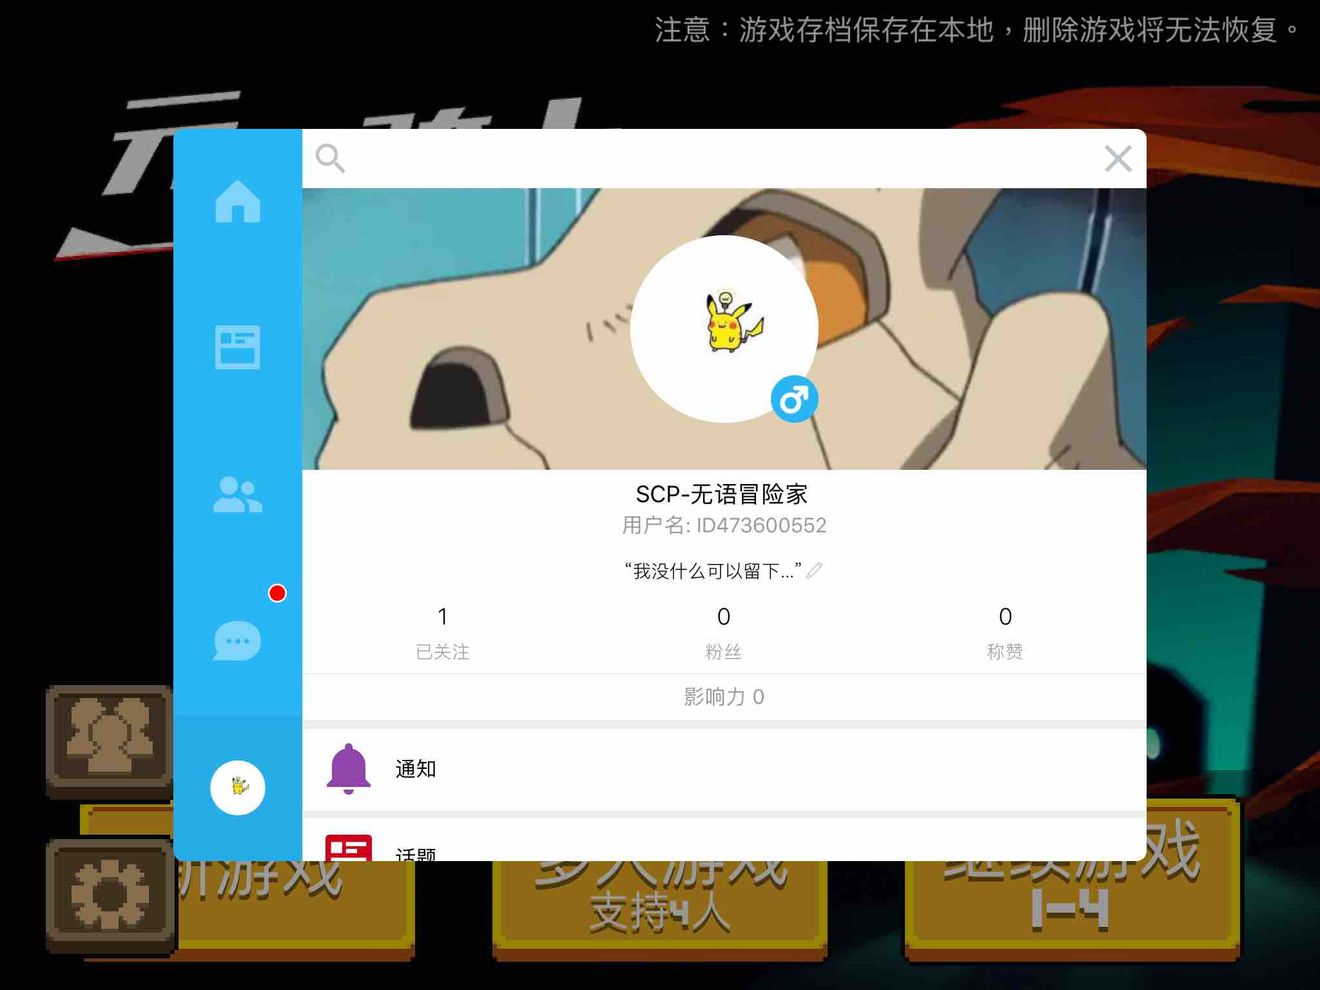 注意：游戏存档保存在本地，删除游戏将无法恢复。
SCP-无语冒险家
用户名: ID473600552
“我没什么可以留下...”
1
0
0
已关注
粉丝
称赞
影响力 0
通知
话题
新游戏
多人游戏
支持4人
继续游戏
1-4